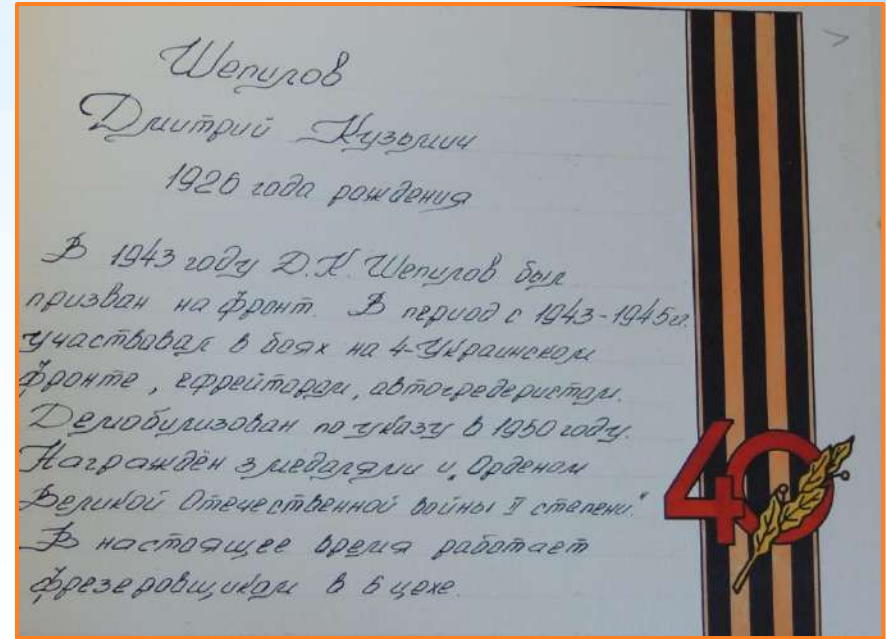 Шепилов
Дмитрий Кузьмич
1926 года рождения
В 1943 году Д.К. Шепилов был
призван на фронт. В период с 1943-1945г.
участвовал в боях на 4-Украинском
фронте, ефрейтором, автогредеристом.
Демобилизован по указу в 1950 году.
Награждён 3 медалями и „Орденом
Великой Отечественной войны II степени."
В настоящее время работает
фрезеровщиком в 6 цехе.
40